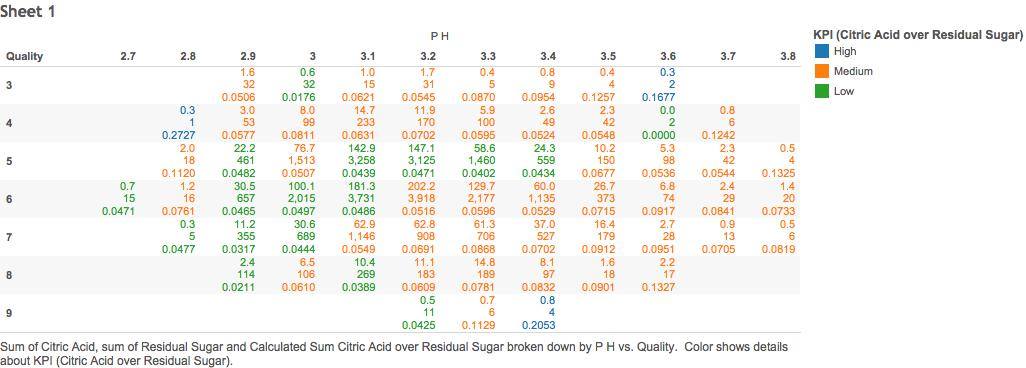 Sheet 1
P H
Quality 2.7 2.8 2.9 3 3.1 3.2 3.3 3.4 3.5 3.6 3.7 3.8
1.6 0.6 1.0 1.7 0.4 0.8 0.4 0.3
3 32 32 15 31 5 9 4 2
0.0506 0.0176 0.0621 0.0545 0.0870 0.0954 0.1257 0.1677
0.3 3.0 8.0 14.7 11.9 5.9 2.6 2.3 0.0 0.8
4 1 53 99 233 170 100 49 42 2 6
0.2727 0.0577 0.0811 0.0631 0.0702 0.0595 0.0524 0.0548 0.0000 0.1242
2.0 22.2 76.7 142.9 147.1 58.6 24.3 10.2 5.3 2.3 0.5
5 18 461 1,513 3,258 3,125 1,460 559 150 98 42 4
0.1120 0.0482 0.0507 0.0439 0.0471 0.0402 0.0434 0.0677 0.0536 0.0544 0.1325
0.7 1.2 30.5 100.1 181.3 202.2 129.7 60.0 26.7 6.8 2.4 1.4
6 15 16 657 2,015 3,731 3,918 2,177 1,135 373 74 29 20
0.0471 0.0761 0.0465 0.0497 0.0486 0.0516 0.0596 0.0529 0.0715 0.0917 0.0841 0.0733
0.3 11.2 30.6 62.9 62.8 61.3 37.0 16.4 2.7 0.9 0.5
7 5 355 689 1,146 908 706 527 179 28 13 6
0.0477 0.0317 0.0444 0.0549 0.0691 0.0868 0.0702 0.0912 0.0951 0.0705 0.0819
2.4 6.5 10.4 11.1 14.8 8.1 1.6 2.2
8 114 106 269 183 189 97 18 17
0.0211 0.0610 0.0389 0.0609 0.0781 0.0832 0.0901 0.1327
0.5 0.7 0.8
9 11 6 4
0.0425 0.1129 0.2053
Sum of Citric Acid, sum of Residual Sugar and Calculated Sum Citric Acid over Residual Sugar broken down by P H vs. Quality. Color shows details
about KPI (Citric Acid over Residual Sugar).
KPI (Citric Acid over Residual Sugar)
High
Medium
Low